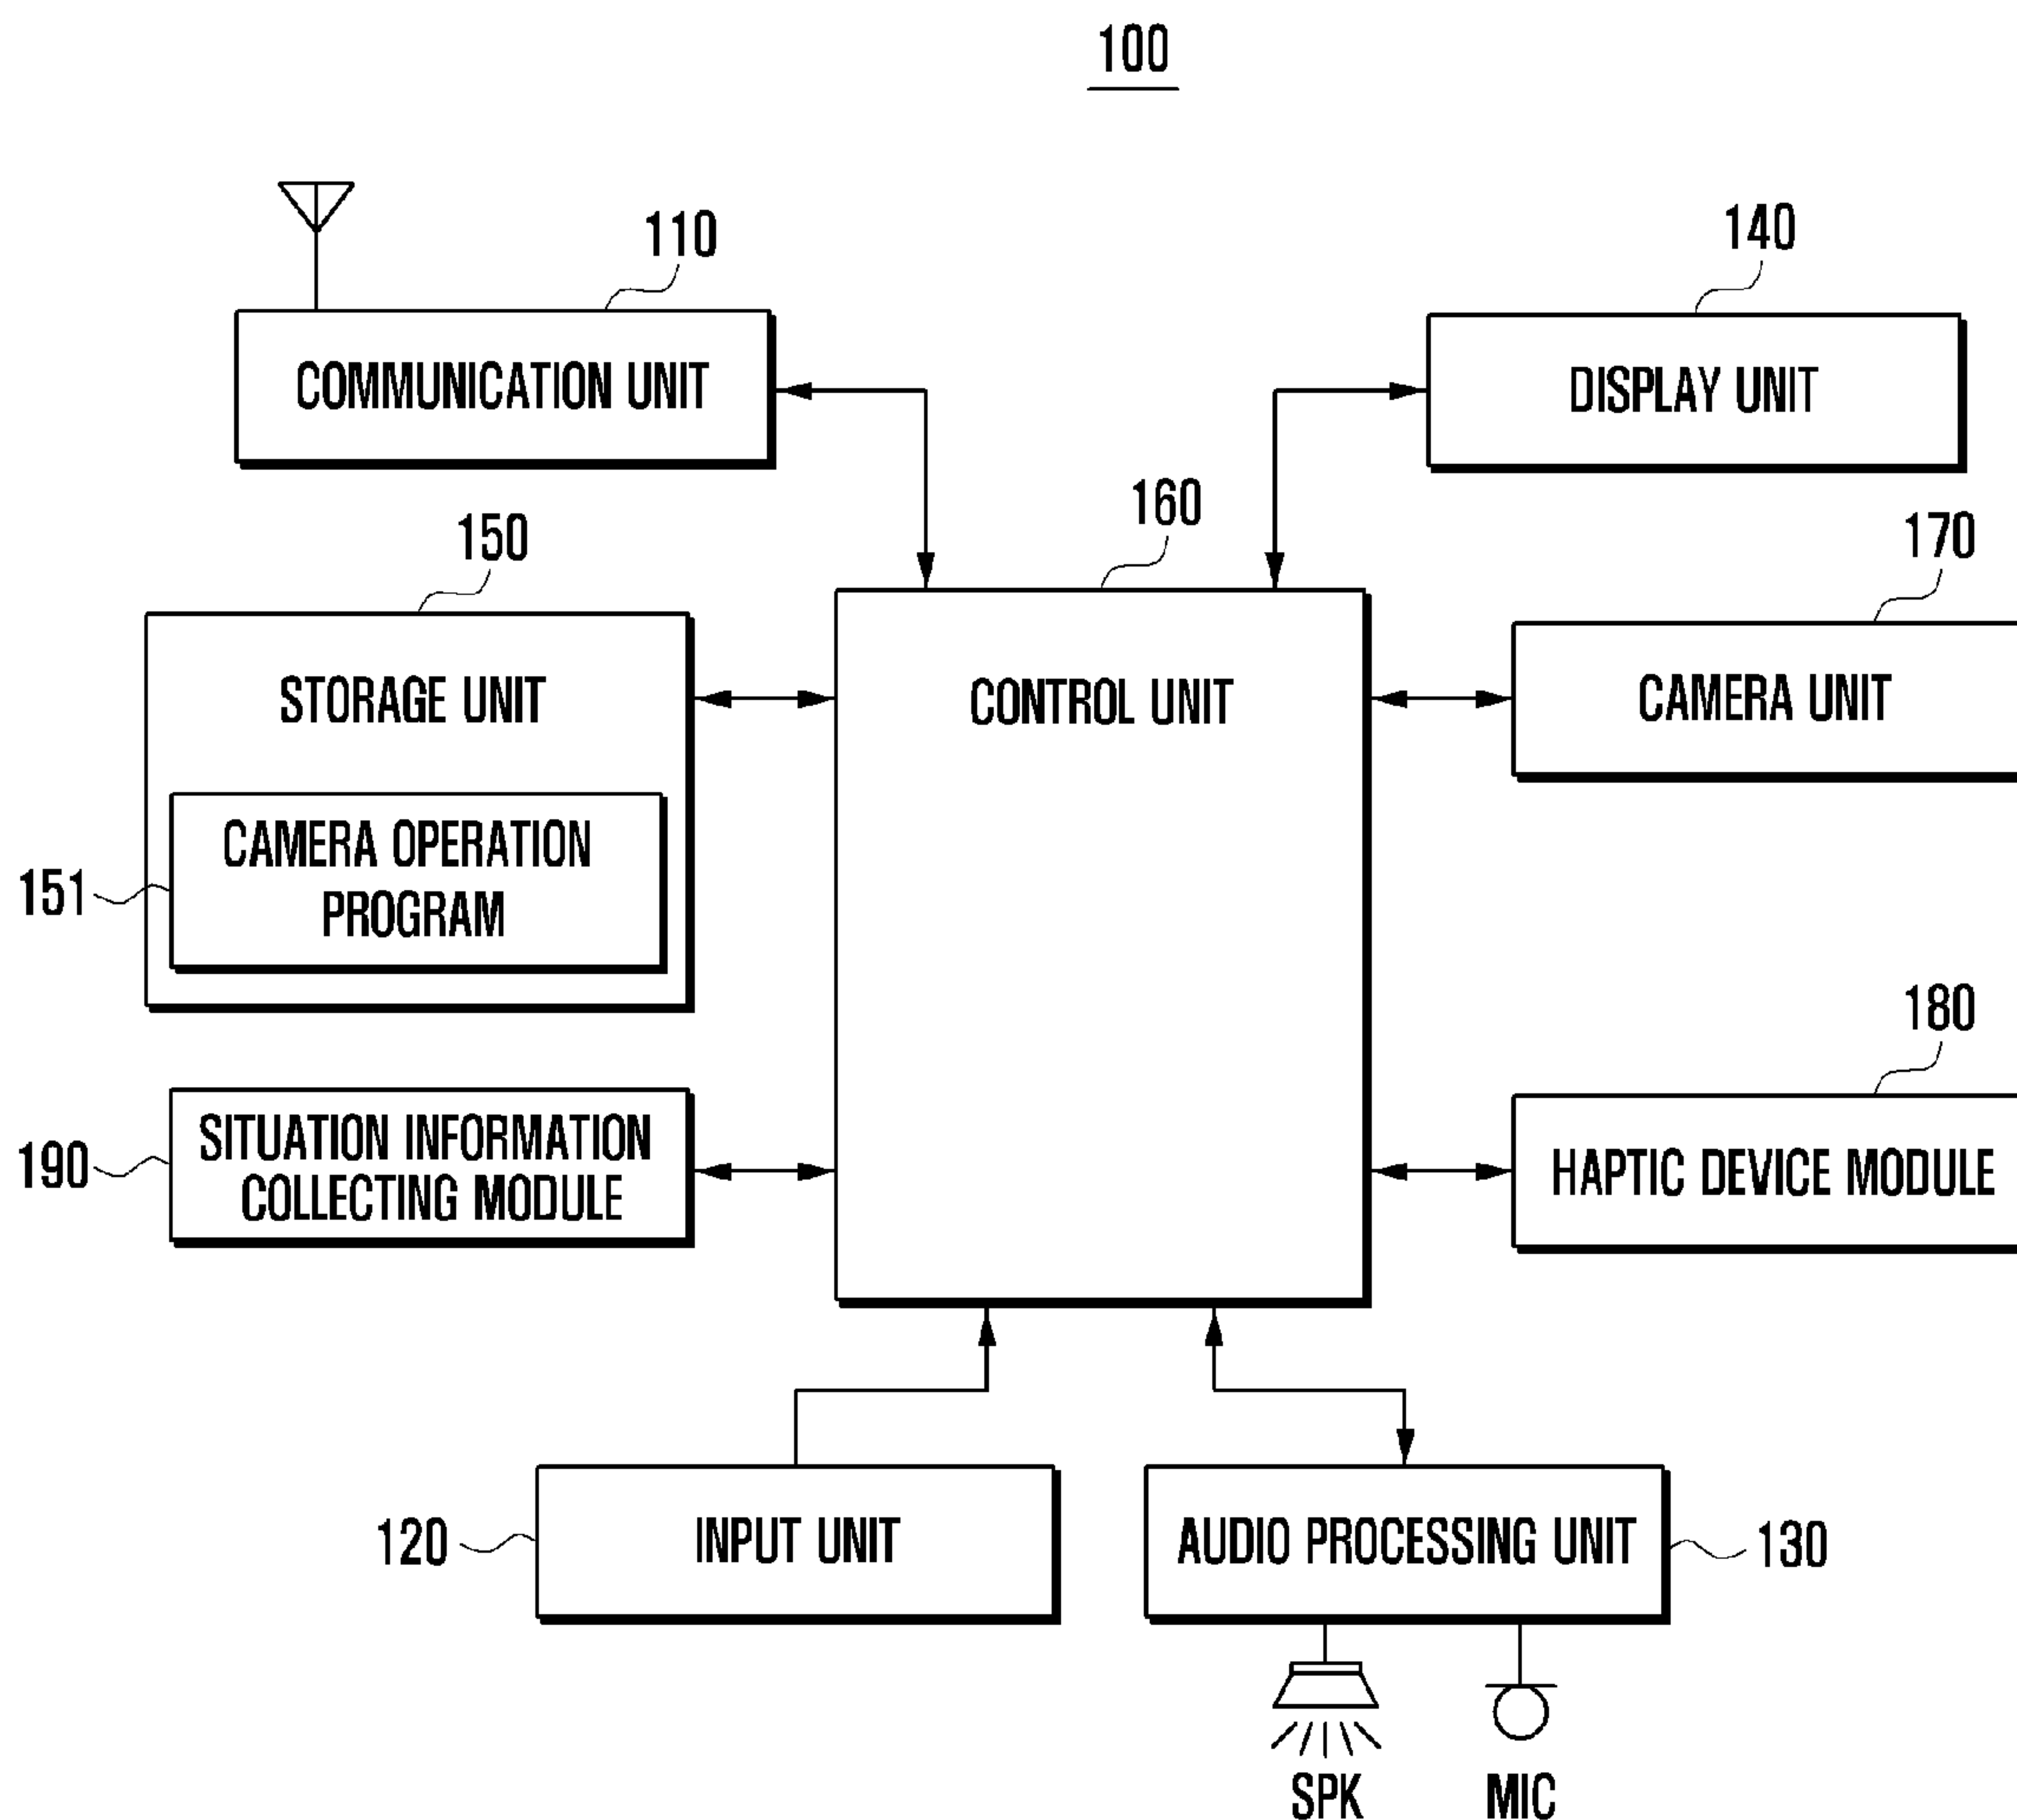 100
110
COMMUNICATION UNIT
140
DISPLAY UNIT
150
STORAGE UNIT
151
CAMERA OPERATION
PROGRAM
160
CONTROL UNIT
170
CAMERA UNIT
190
SITUATION INFORMATION
COLLECTING MODULE
180
HAPTIC DEVICE MODULE
120
INPUT UNIT
AUDIO PROCESSING UNIT
130
SPK
MIC